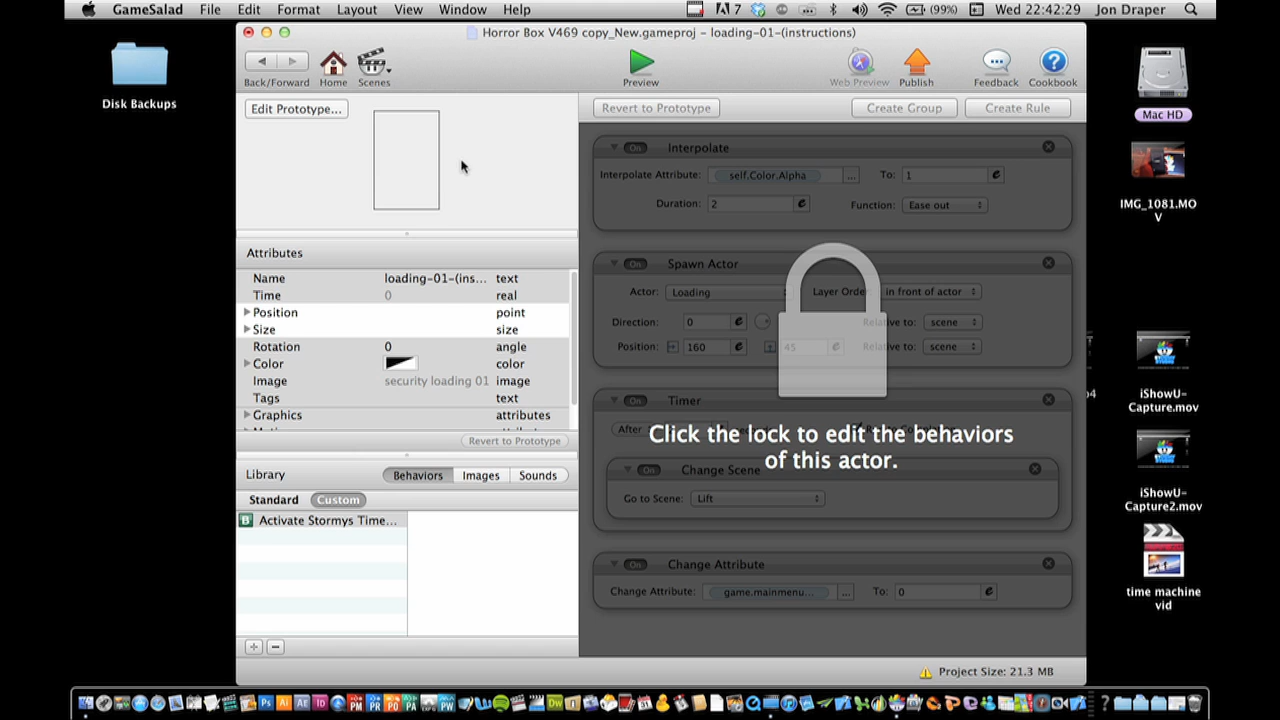 GameSalad File Edit Format Layout View Window Help 7 (99%) Wed 22:42:29 Jon Draper
Horror Box V469 copy_New.gameproj – loading-01-(instructions)
Back/Forward Home Scenes Preview Web Preview Publish Feedback Cookbook
Disk Backups
Mac HD
IMG_1081.MO
V
iShowU-
Capture.mov
iShowU-
Capture2.mov
time machine
vid
Edit Prototype...
Revert to Prototype Create Group Create Rule
Attributes
Name loading-01-(ins... text
Time 0 real
Position point
Size size
Rotation 0 angle
Color color
Image security loading 01 image
Tags text
Graphics attributes
Revert to Prototype
Library Behaviors Images Sounds
Standard Custom
B Activate Stormys Time...
On Interpolate
Interpolate Attribute: self.Color.Alpha ... To: 1 e
Duration: 2 e Function: Ease out
On Spawn Actor
Actor: Loading Layer Order: in front of actor
Direction: 0 e Relative to: scene
Position: 160 e 45 e Relative to: scene
On Timer
After
Click the lock to edit the behaviors
of this actor.
On Change Scene
Go to Scene: Lift
On Change Attribute
Change Attribute: game.mainmenu... ... To: 0 e
Project Size: 21.3 MB